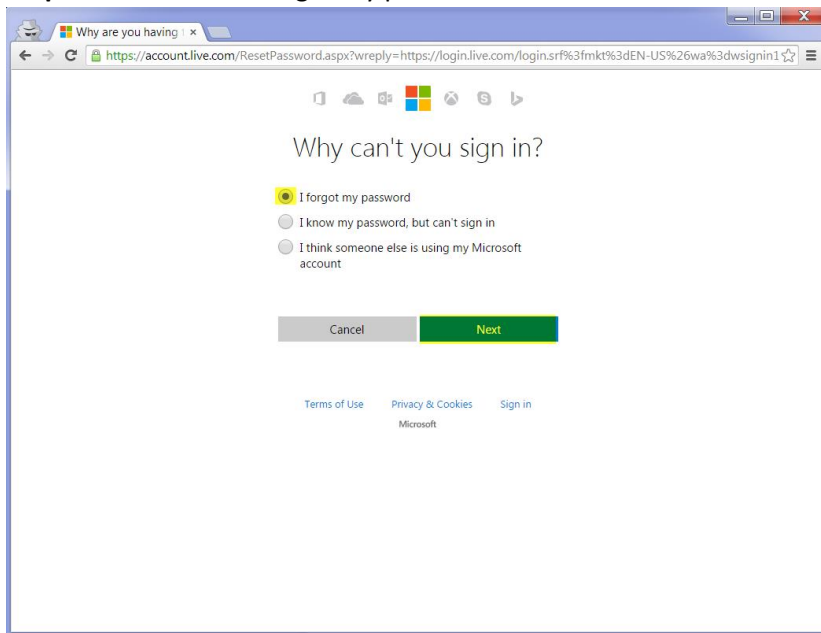 Why are you having t
https://account.live.com/ResetPassword.aspx?wreply=https://login.live.com/login.srf%3fmkt%3dEN-US%26wa%3dwsignin1
Why can't you sign in?
I forgot my password
I know my password, but can't sign in
I think someone else is using my Microsoft
account
Cancel Next
Terms of Use Privacy & Cookies Sign in
Microsoft